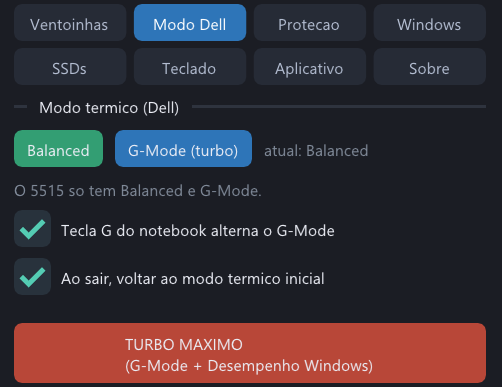 Ventoinhas Modo Dell Protecao Windows
SSDs Teclado Aplicativo Sobre
Modo termico (Dell)
Balanced G-Mode (turbo) atual: Balanced
O 5515 so tem Balanced e G-Mode.
Tecla G do notebook alterna o G-Mode
Ao sair, voltar ao modo termico inicial
TURBO MAXIMO
(G-Mode + Desempenho Windows)